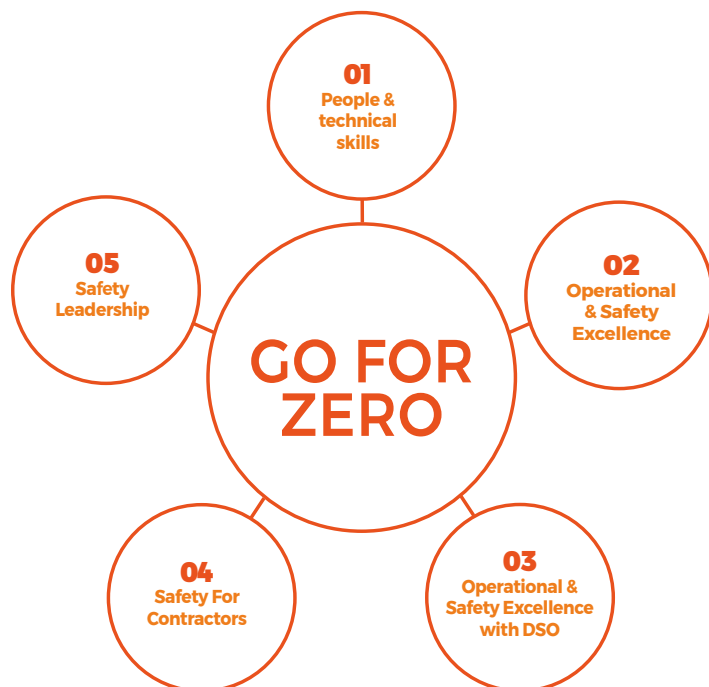 01
People &
technical
skills
02
Operational
& Safety
Excellence
03
Operational &
Safety Excellence
with DSO
04
Safety For
Contractors
05
Safety
Leadership
GO FOR
ZERO